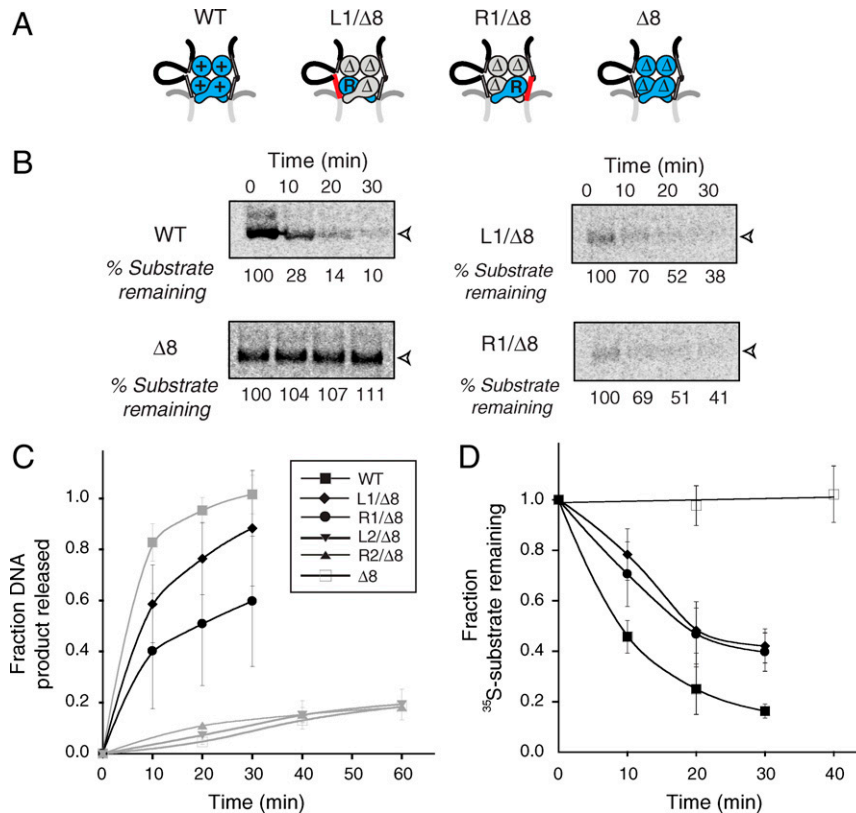 A
WT
L1/Δ8
R1/Δ8
Δ8
+ +
+ +
Δ Δ
R Δ
Δ Δ
Δ R
Δ Δ
Δ Δ
B
Time (min)
0 10 20 30
WT
% Substrate
remaining
100 28 14 10
Δ8
% Substrate
remaining
100 104 107 111
Time (min)
0 10 20 30
L1/Δ8
% Substrate
remaining
100 70 52 38
R1/Δ8
% Substrate
remaining
100 69 51 41
C
Fraction DNA
product released
1.0
0.8
0.6
0.4
0.2
0.0
0 10 20 30 40 50 60
Time (min)
WT
L1/Δ8
R1/Δ8
L2/Δ8
R2/Δ8
Δ8
D
Fraction
³⁵S-substrate remaining
1.0
0.8
0.6
0.4
0.2
0.0
0 10 20 30 40
Time (min)